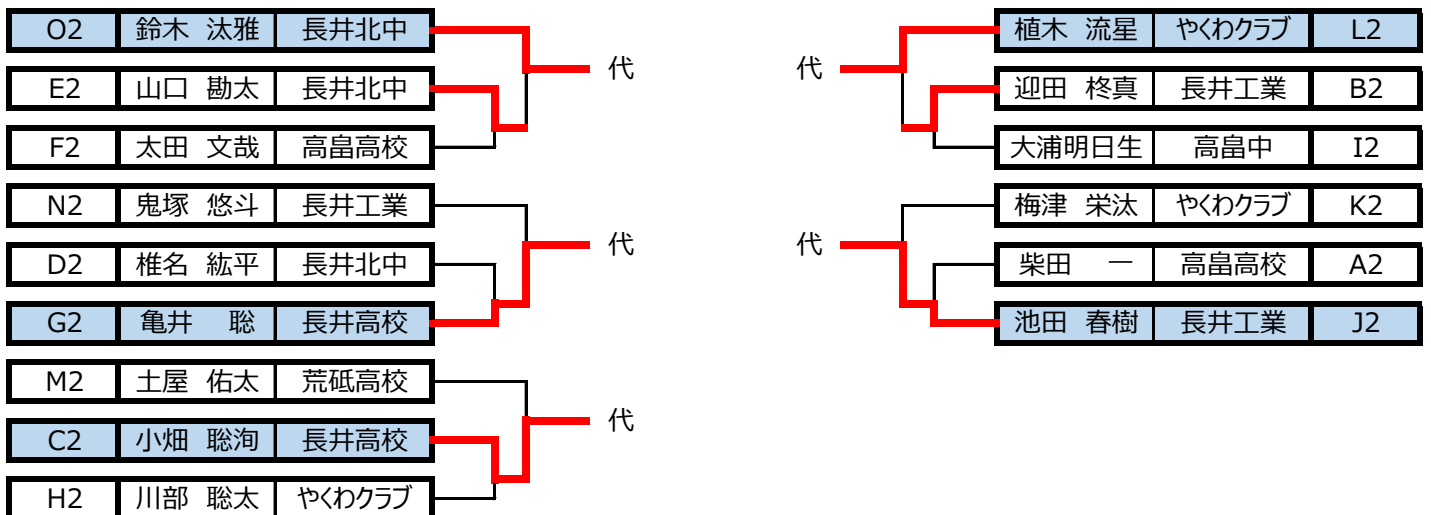 O2 鈴木 汰雅 長井北中
代
E2 山口 勘太 長井北中
F2 太田 文哉 高畠高校
N2 鬼塚 悠斗 長井工業
代
D2 椎名 紘平 長井北中
G2 亀井 聡 長井高校
M2 土屋 佑太 荒砥高校
代
C2 小畑 聡洵 長井高校
H2 川部 聡太 やくわクラブ
植木 流星 やくわクラブ L2
代
迎田 柊真 長井工業 B2
大浦明日生 高畠中 I2
梅津 栄汰 やくわクラブ K2
代
柴田 一 高畠高校 A2
池田 春樹 長井工業 J2